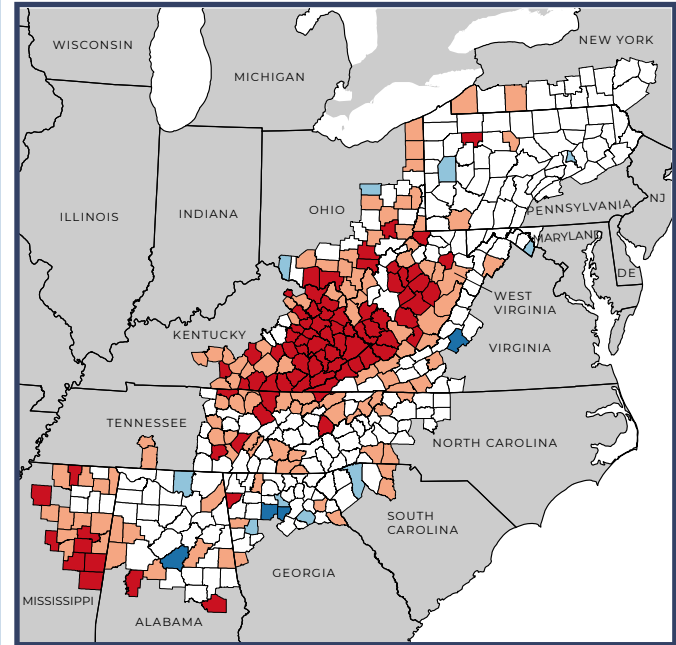 WISCONSIN
NEW YORK
MICHIGAN
ILLINOIS
INDIANA
OHIO
PENNSYLVANIA
NJ
MARYLAND
DE
WEST
VIRGINIA
KENTUCKY
VIRGINIA
TENNESSEE
NORTH CAROLINA
SOUTH
CAROLINA
GEORGIA
MISSISSIPPI
ALABAMA